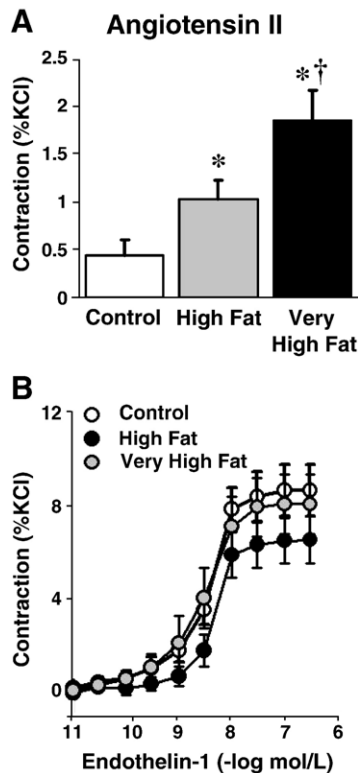 A Angiotensin II
Contraction (%KCl)
2.5
2
1.5
1
0.5
0
*
*†
Control
High Fat
Very
High Fat
B
Contraction (%KCl)
12
8
4
0
Control
High Fat
Very High Fat
11 10 9 8 7 6
Endothelin-1 (-log mol/L)